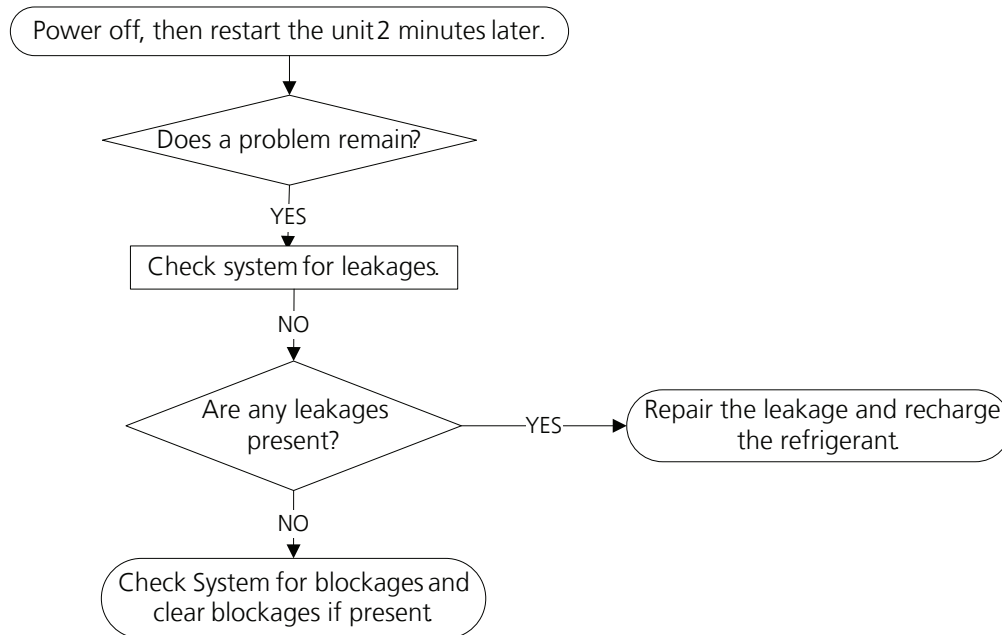 Power off, then restart the unit 2 minutes later.
Does a problem remain?
YES
Check system for leakages.
NO
Are any leakages
present?
YES
Repair the leakage and recharge
the refrigerant.
NO
Check System for blockages and
clear blockages if present.